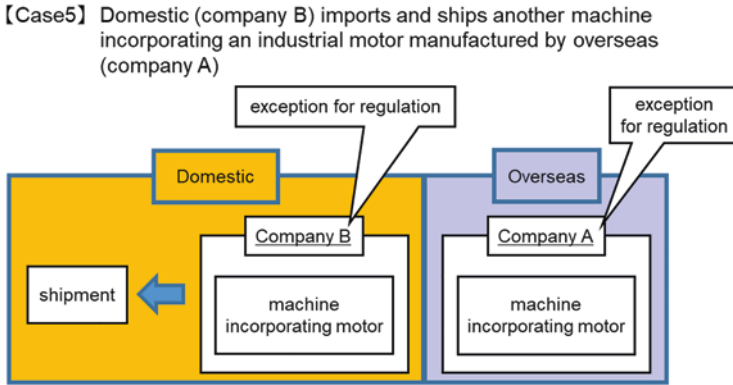 【Case5】 Domestic (company B) imports and ships another machine
incorporating an industrial motor manufactured by overseas
(company A)
exception for regulation
exception
for regulation
Domestic
Overseas
Company B
Company A
shipment
machine
incorporating motor
machine
incorporating motor